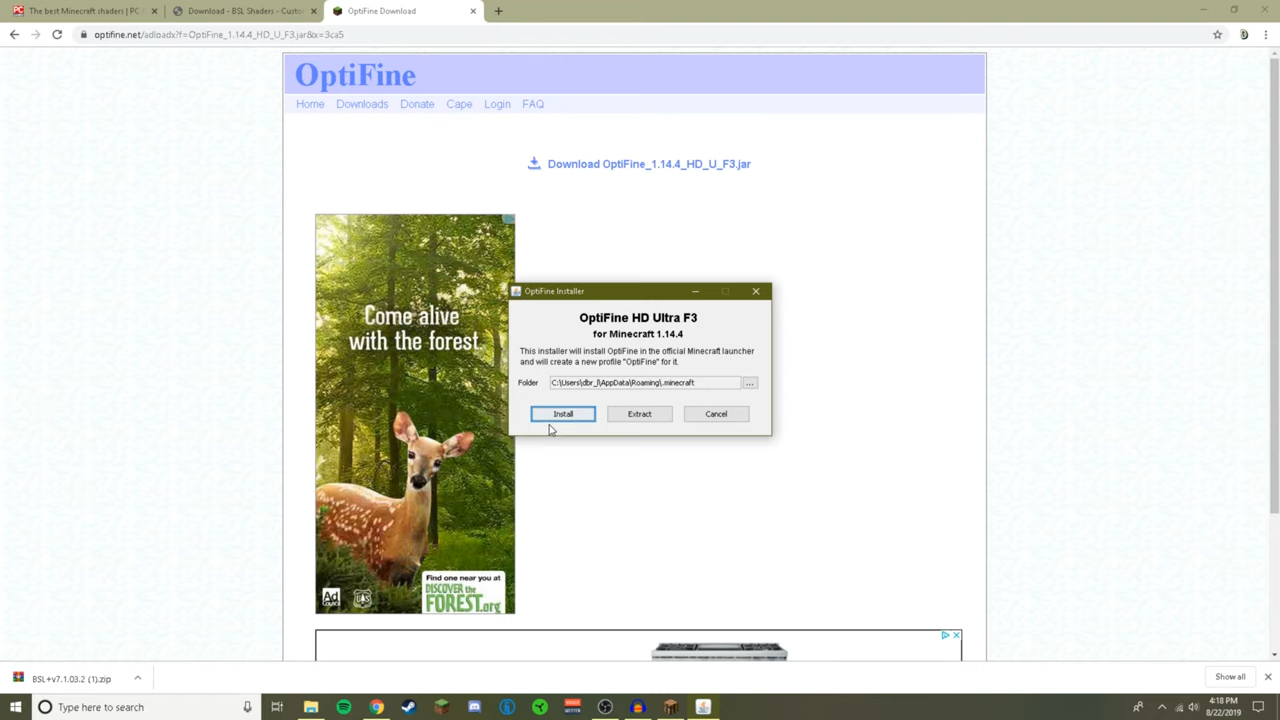 The best Minecraft shaders | PC
Download - BSL Shaders - Custo
OptiFine Download
optifine.net/adloadx?f=OptiFine_1.14.4_HD_U_F3.jar&x=3ca5
OptiFine
Home Downloads Donate Cape Login FAQ
Download OptiFine_1.14.4_HD_U_F3.jar
Come alive
with the forest.
Find one near you at
DISCOVER the
FOREST.org
Ad
OptiFine Installer
OptiFine HD Ultra F3
for Minecraft 1.14.4
This installer will install OptiFine in the official Minecraft launcher
and will create a new profile "OptiFine" for it.
Folder C:\Users\dbr_l\AppData\Roaming\.minecraft ...
Install Extract Cancel
BSL+v7.1.03.2 (1).zip
Show all
Type here to search
4:18 PM
8/22/2019